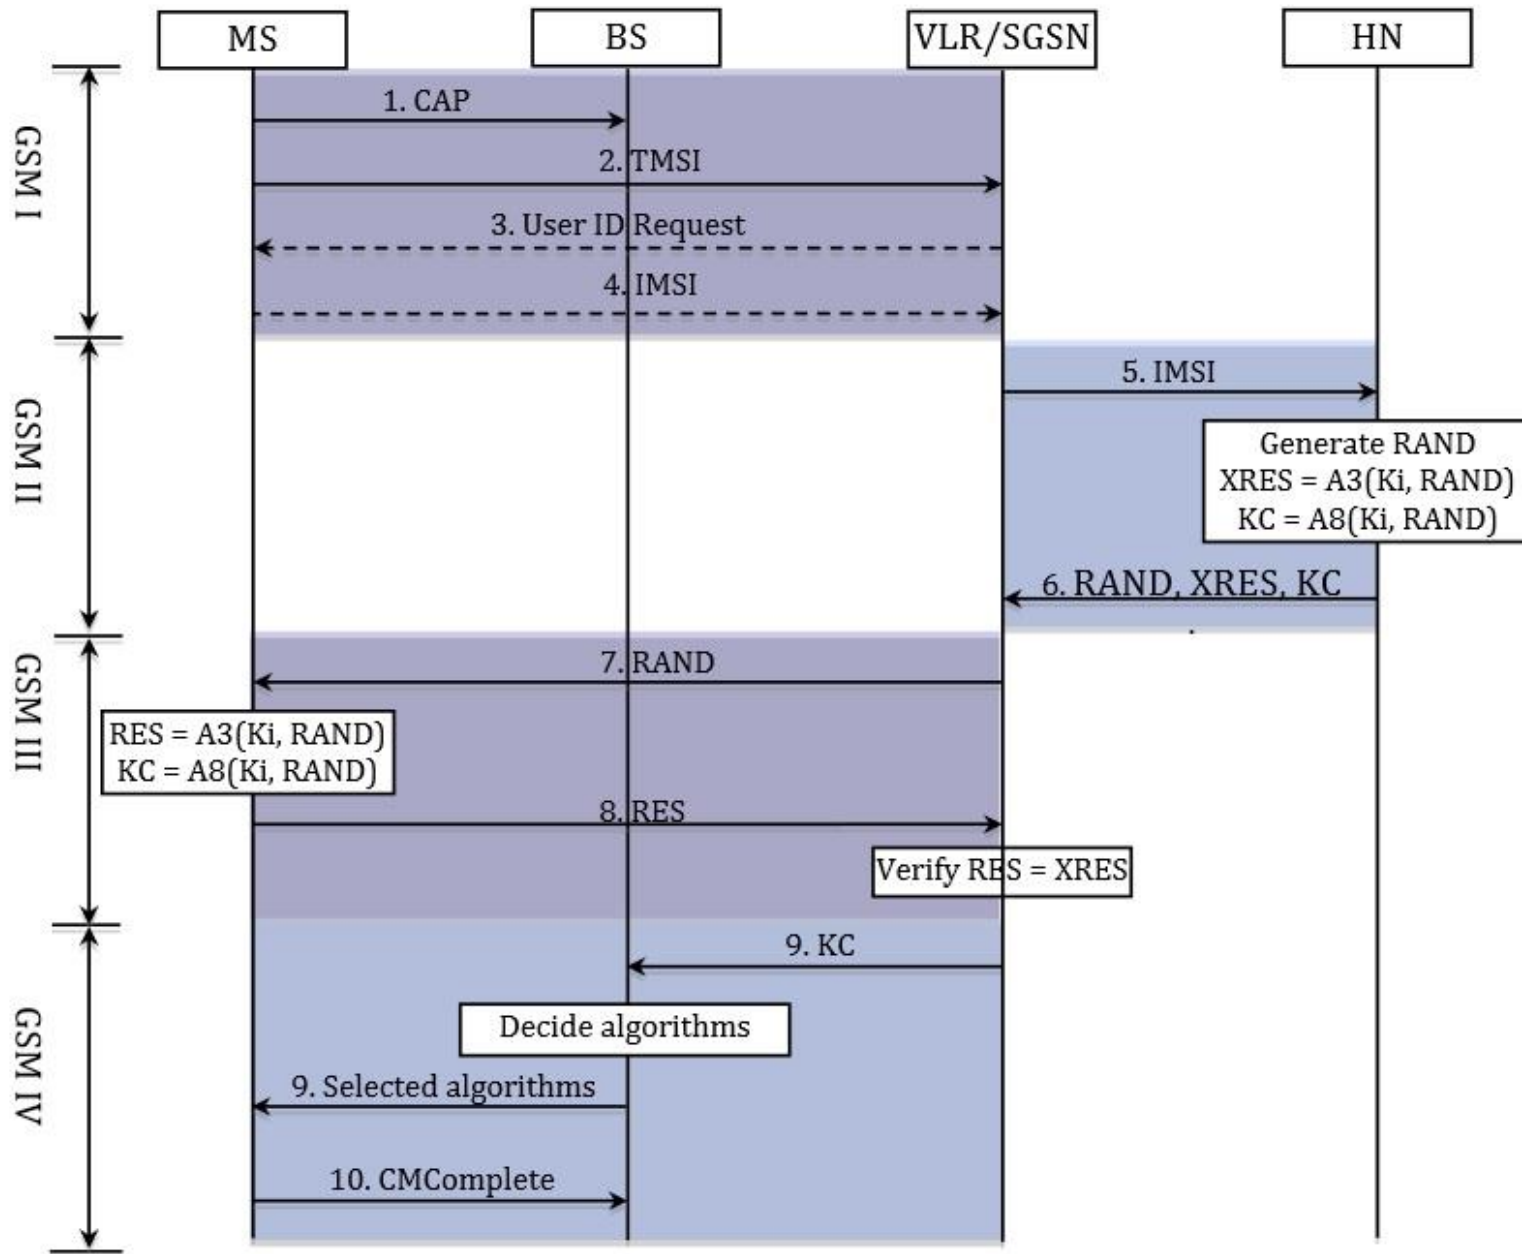 MS
BS
VLR/SGSN
HN
GSM I
1. CAP
2. TMSI
3. User ID Request
4. IMSI
GSM II
5. IMSI
Generate RAND
XRES = A3(Ki, RAND)
KC = A8(Ki, RAND)
6. RAND, XRES, KC
.
GSM III
7. RAND
RES = A3(Ki, RAND)
KC = A8(Ki, RAND)
8. RES
Verify RES = XRES
GSM IV
9. KC
Decide algorithms
9. Selected algorithms
10. CMComplete